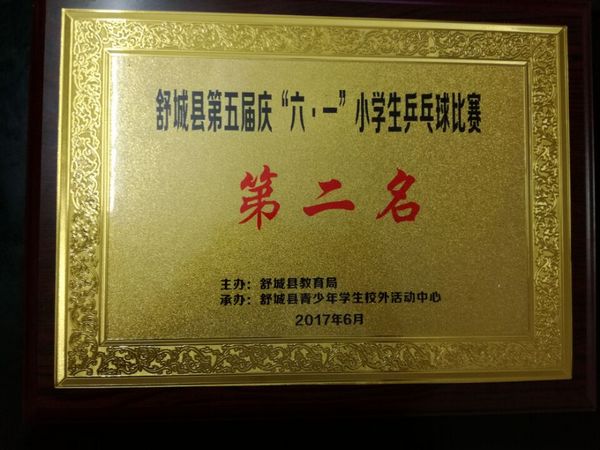 舒城县第五届庆“六·一”小学生乒乓球比赛
第二名
主办：舒城县教育局
承办：舒城县青少年学生校外活动中心
2017年6月